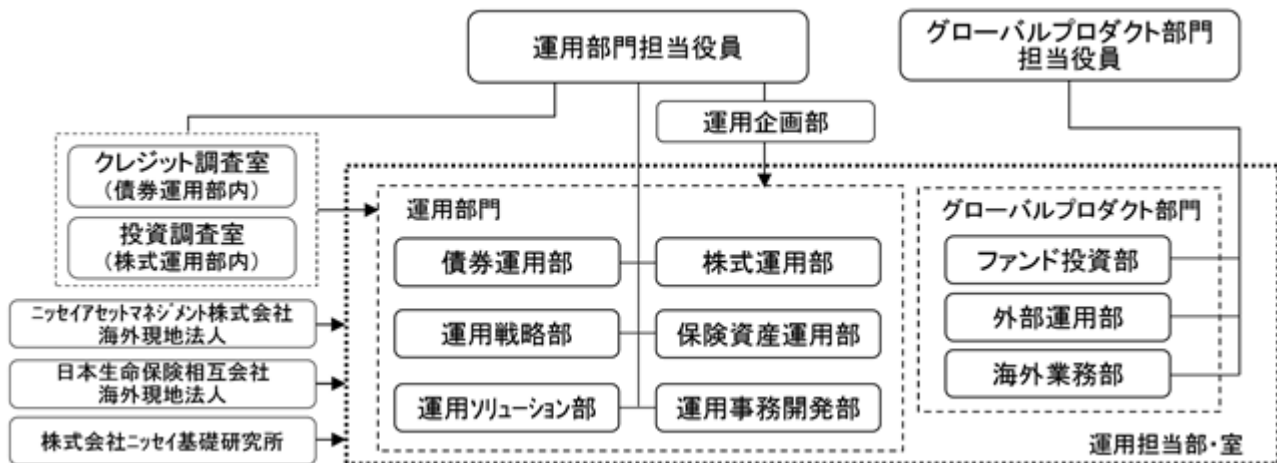 運用部門担当役員
グローバルプロダクト部門
担当役員
運用企画部
クレジット調査室
(債券運用部内)
投資調査室
(株式運用部内)
運用部門
債券運用部
株式運用部
運用戦略部
保険資産運用部
運用ソリューション部
運用事務開発部
グローバルプロダクト部門
ファンド投資部
外部運用部
海外業務部
ニッセイアセットマネジメント株式会社
海外現地法人
日本生命保険相互会社
海外現地法人
株式会社ニッセイ基礎研究所
運用担当部・室